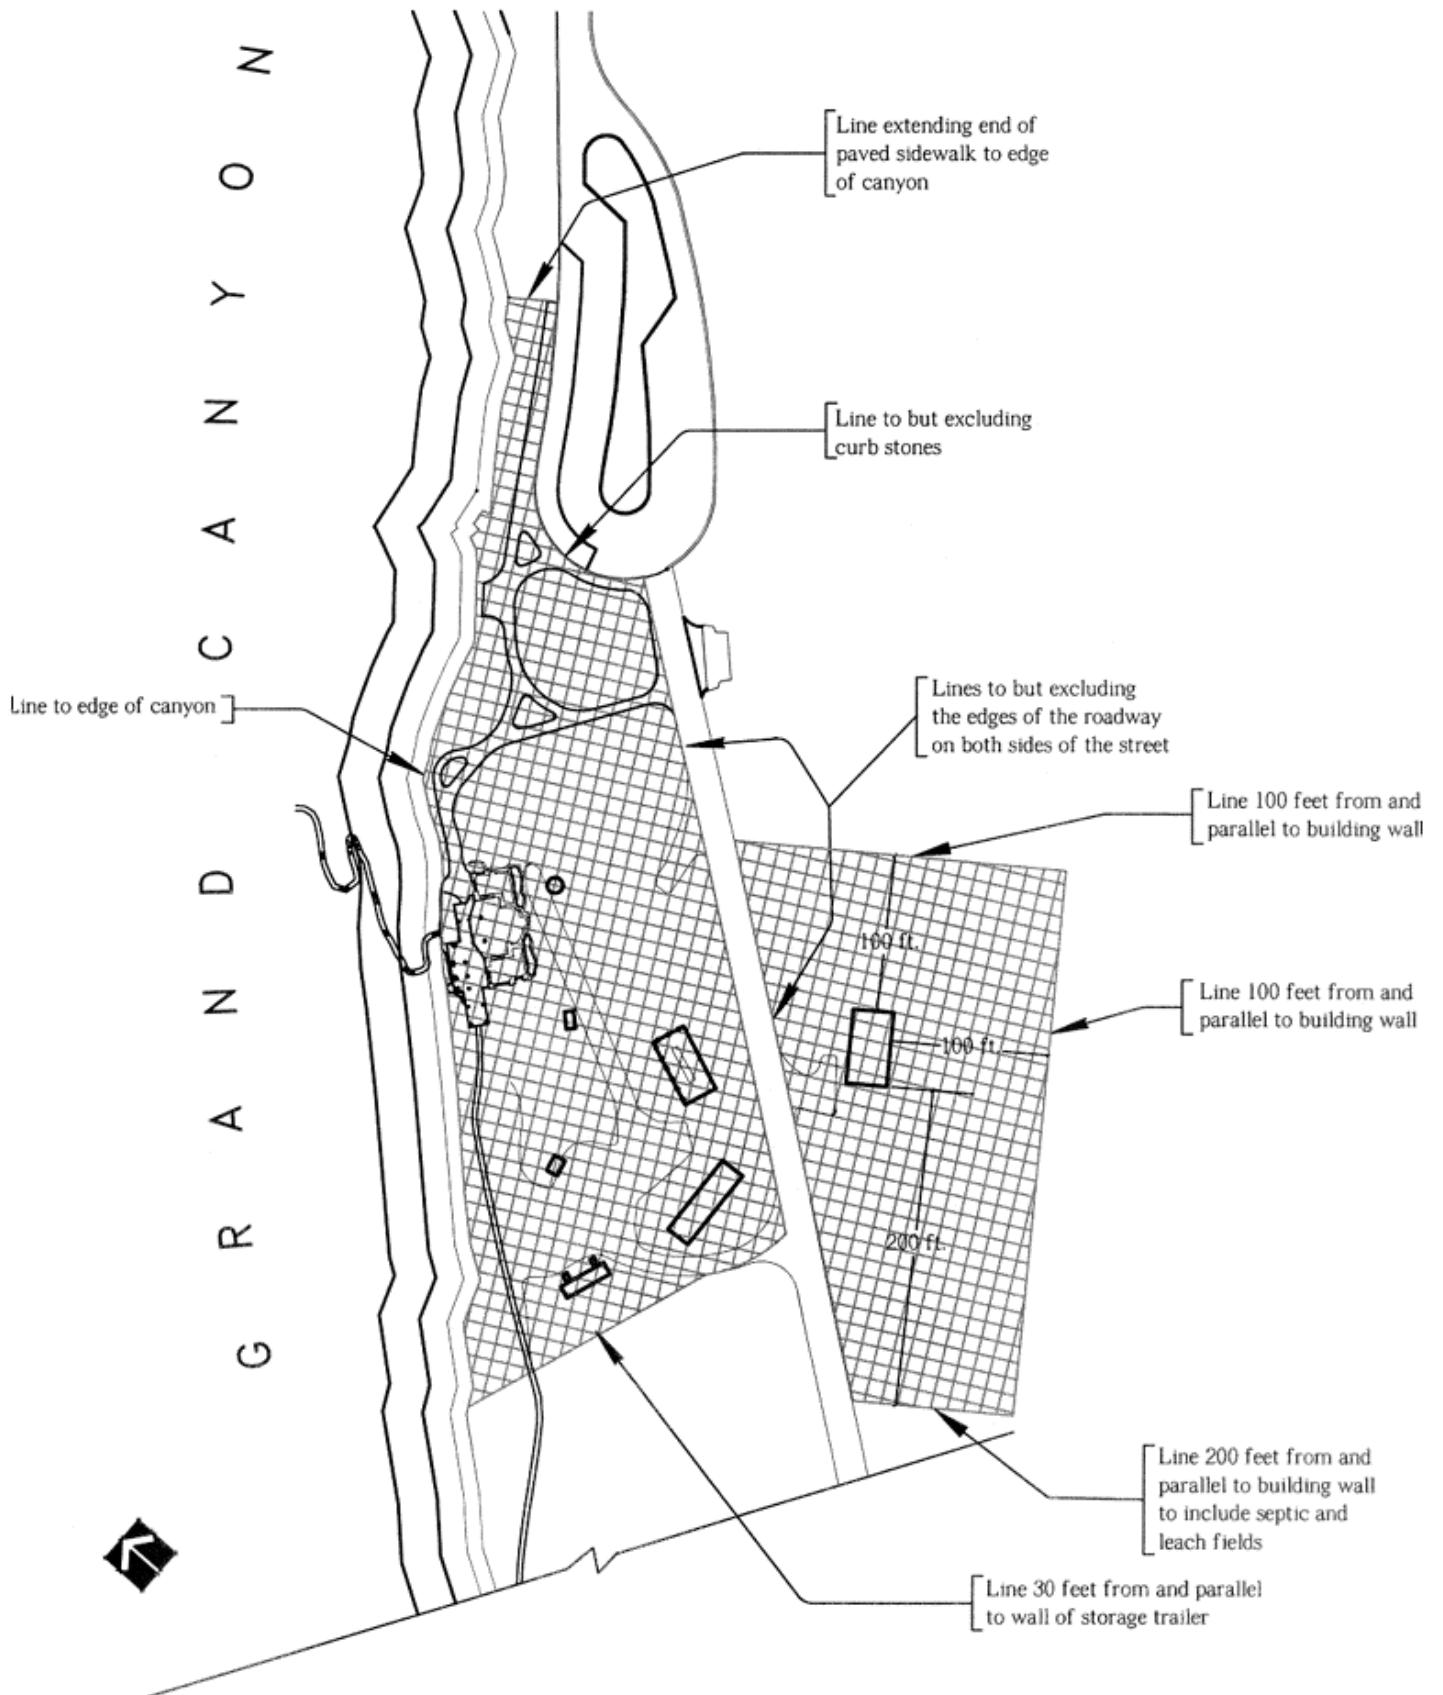 GRAND CANYON
Line extending end of
paved sidewalk to edge
of canyon
Line to but excluding
curb stones
Line to edge of canyon
Lines to but excluding
the edges of the roadway
on both sides of the street
Line 100 feet from and
parallel to building wall
100 ft.
Line 100 feet from and
parallel to building wall
100 ft.
200 ft.
Line 200 feet from and
parallel to building wall
to include septic and
leach fields
Line 30 feet from and parallel
to wall of storage trailer